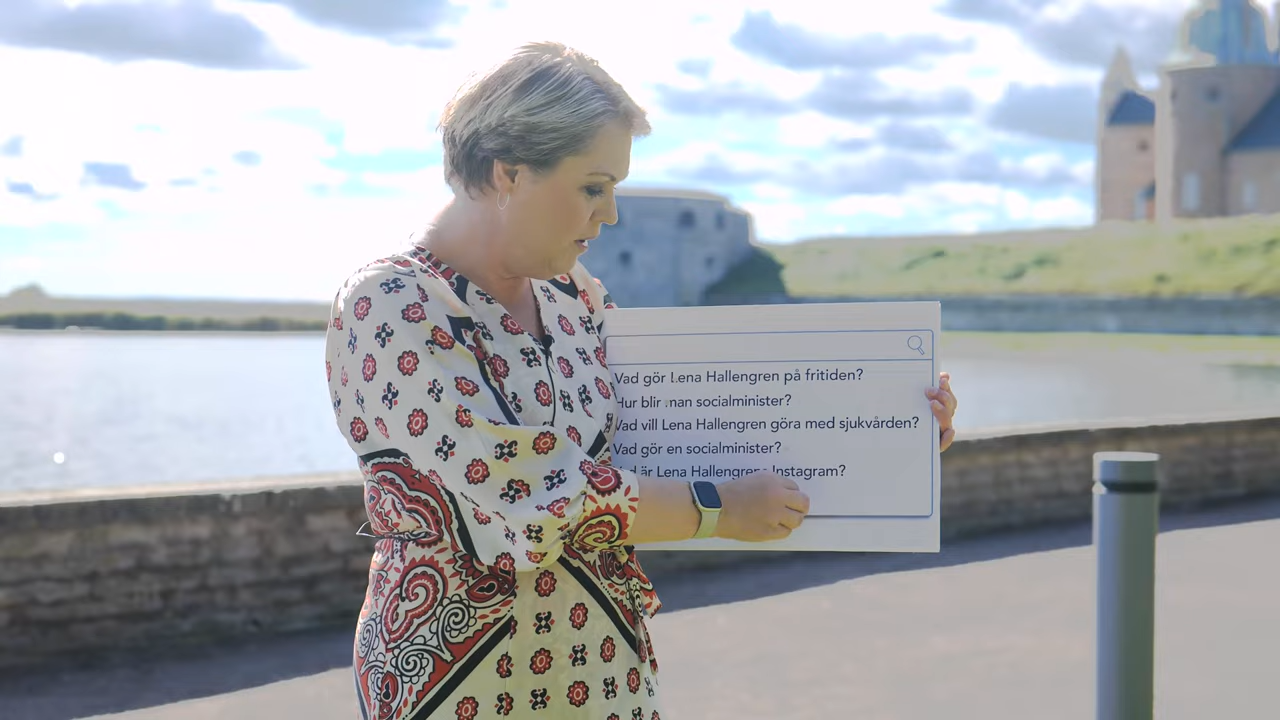 Vad gör Lena Hallengren på fritiden?
Hur blir man socialminister?
Vad vill Lena Hallengren göra med sjukvården?
Vad gör en socialminister?
är Lena Hallengrens Instagram?